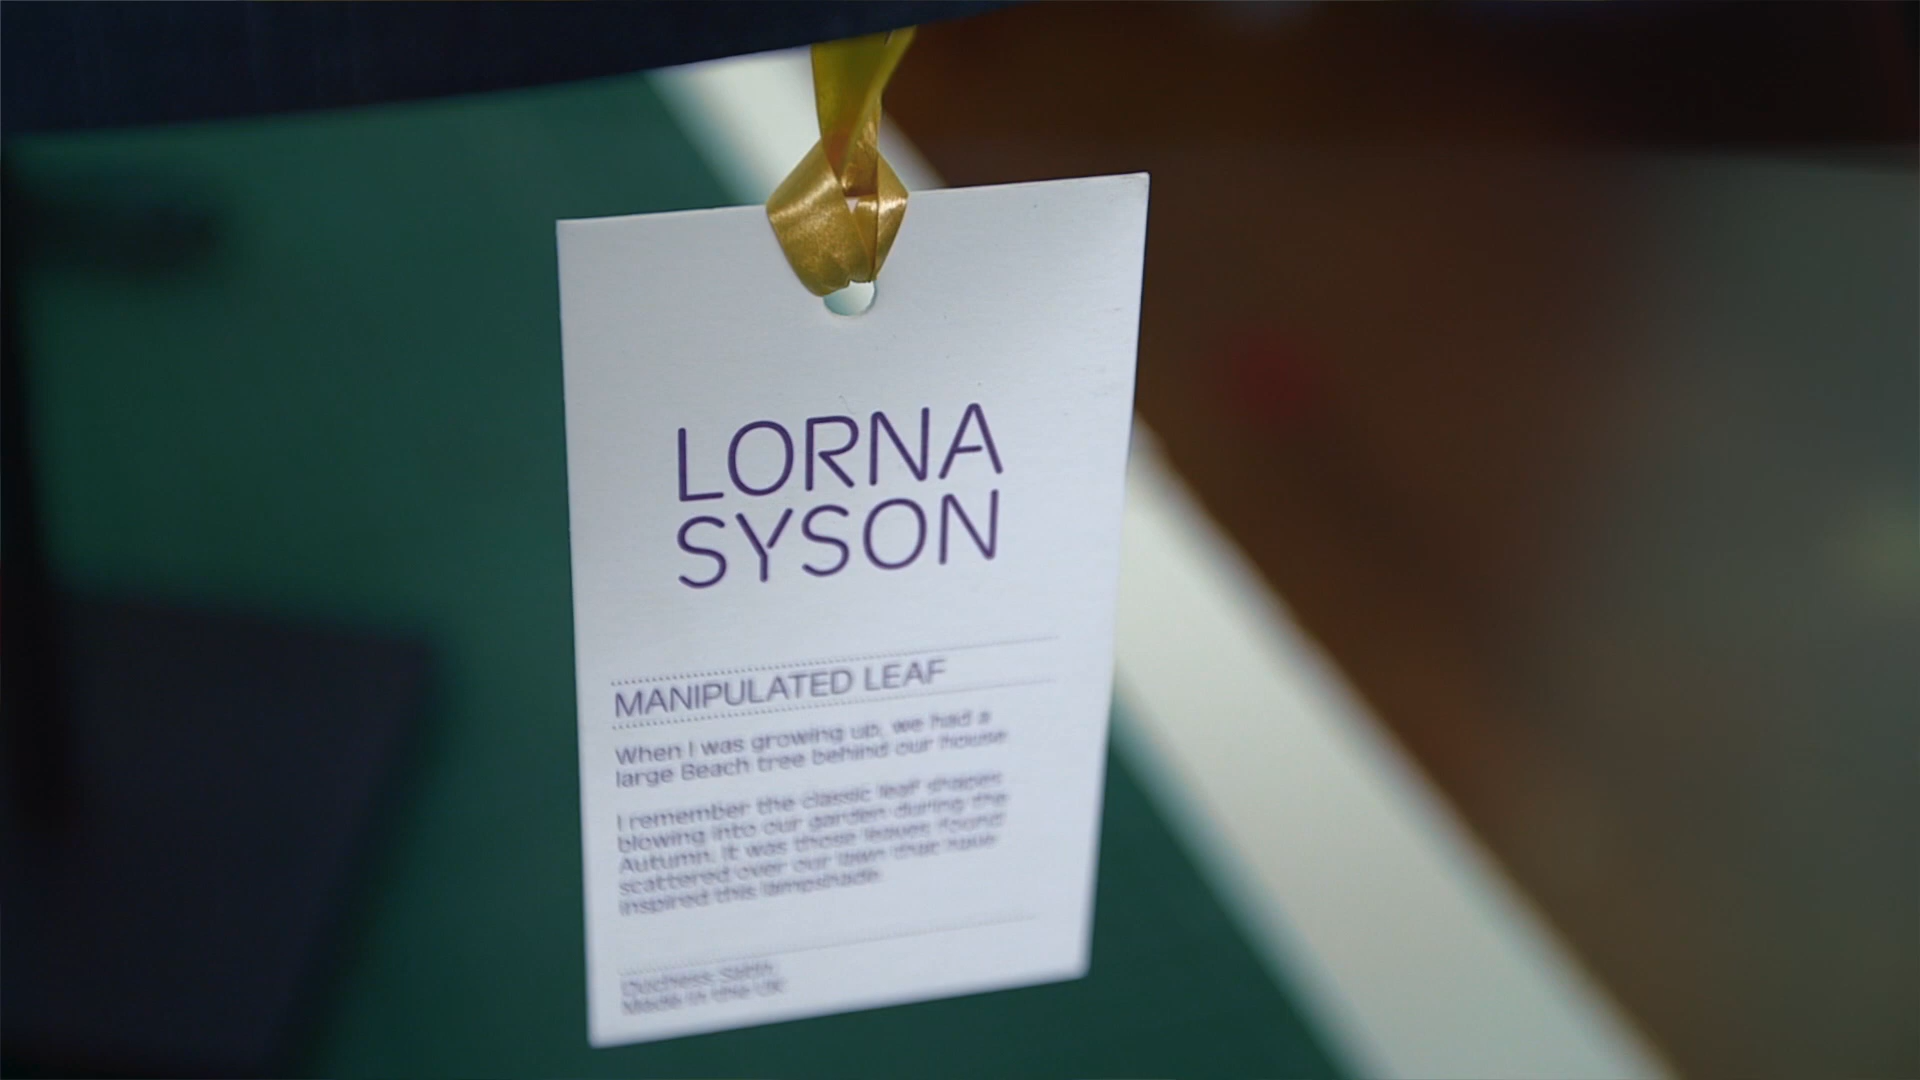 LORNA
SYSON
MANIPULATED LEAF
When I was growing up, we had a
large Beach tree behind our house
I remember the classic leaf shapes
blowing into our garden during the
Autumn. It was those leaves found
scattered over our lawn that have
inspired this lampshade.
Duchess Satin
Made in the UK